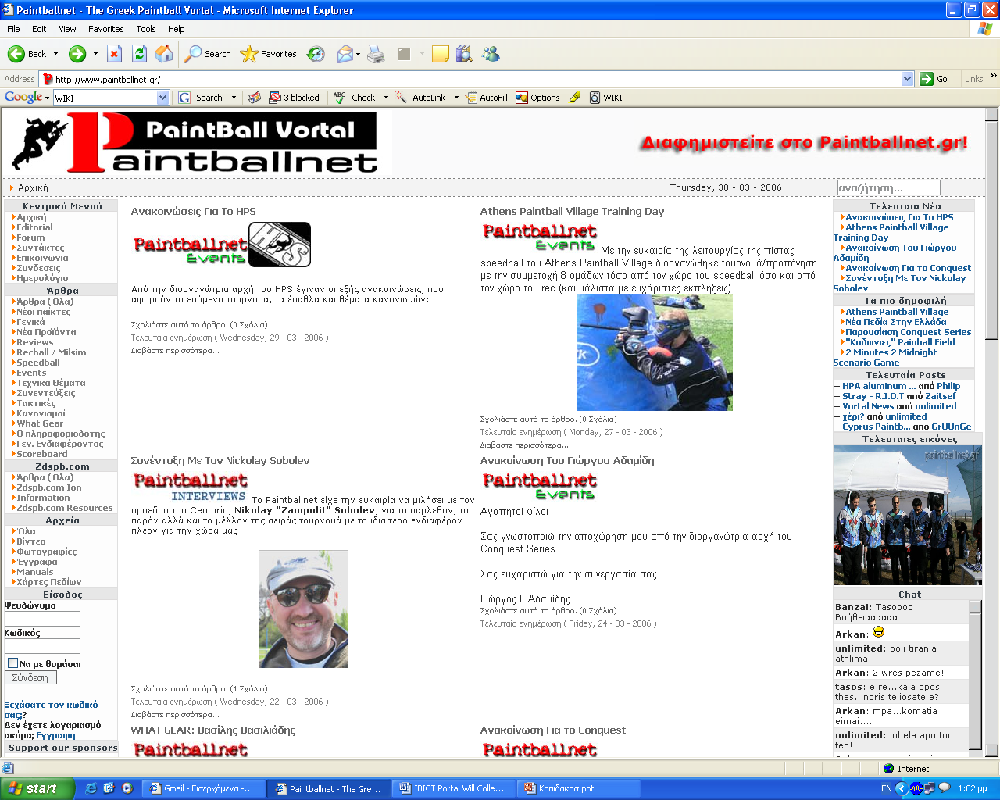 Paintballnet - The Greek Paintball Vortal - Microsoft Internet Explorer
File Edit View Favorites Tools Help
Back Search Favorites
Address http://www.paintballnet.gr/ Go Links »
Google WIKI Search 3 blocked ABC Check AutoLink AutoFill Options WIKI
PaintBall Vortal
Paintballnet
Διαφημιστείτε στο Paintballnet.gr!
Αρχική
Thursday, 30 - 03 - 2006
αναζήτηση...
Κεντρικό Μενού
Αρχική
Editorial
Forum
Συντάκτες
Επικοινωνία
Συνδέσεις
Ημερολόγιο
Άρθρα
Άρθρα (Όλα)
Νέοι παίκτες
Γενικά
Νέα Προϊόντα
Reviews
Recball / Milsim
Speedball
Events
Τεχνικά Θέματα
Συνεντεύξεις
Τακτικές
Κανονισμοί
What Gear
Ο πληροφοριοδότης
Γεν. Ενδιαφέροντος
Scoreboard
Zdspb.com
Άρθρα (Όλα)
Zdspb.com Ιοη
Information
Zdspb.com Resources
Αρχεία
Όλα
Βίντεο
Φωτογραφίες
Έγγραφα
Manuals
Χάρτες Πεδίων
Είσοδος
Ψευδώνυμο
Κωδικός
Να με θυμάσαι
Σύνδεση
Ξεχάσατε τον κωδικό
σας;?
Δεν έχετε λογαριασμό
ακόμα; Εγγραφή
Support our sponsors
Ανακοινώσεις Για Το HPS
Paintballnet
Events
HPS
Από την διοργανώτρια αρχή του HPS έγιναν οι εξής ανακοινώσεις, που
αφορούν το επόμενο τουρνουά, τα έπαθλα και θέματα κανονισμών:
Σχολιάστε αυτό το άρθρο. (0 Σχόλια)
Τελευταία ενημέρωση ( Wednesday, 29 - 03 - 2006 )
Διαβάστε περισσότερα...
Athens Paintball Village Training Day
Paintballnet
Events
Με την ευκαιρία της λειτουργίας της πίστας
speedball του Athens Paintball Village διοργανώθηκε τουρνουά/προπόνηση
με την συμμετοχή 8 ομάδων τόσο από τον χώρο του speedball όσο και από
τον χώρο του rec (και μάλιστα με ευχάριστες εκπλήξεις).
Σχολιάστε αυτό το άρθρο. (0 Σχόλια)
Τελευταία ενημέρωση ( Monday, 27 - 03 - 2006 )
Διαβάστε περισσότερα...
Συνέντυξη Με Τον Nickolay Sobolev
Paintballnet
INTERVIEWS
Το Paintballnet είχε την ευκαιρία να μιλήσει με τον
πρόεδρο του Centurio, Nikolay "Zampolit" Sobolev, για το παρλεθόν, το
παρόν αλλά και το μέλλον της σειράς τουρνουά με το ιδιαίτερο ενδιαφέρον
πλέον για την χώρα μας
Σχολιάστε αυτό το άρθρο. (1 Σχόλια)
Τελευταία ενημέρωση ( Wednesday, 22 - 03 - 2006 )
Διαβάστε περισσότερα...
Ανακοίνωση Του Γιώργου Αδαμίδη
Paintballnet
Events
Αγαπητοί φίλοι
Σας γνωστοποιώ την αποχώρηση μου από την διοργανώτρια αρχή του
Conquest Series.
Σας ευχαριστώ για την συνεργασία σας
Γιώργος Γ Αδαμίδης
Σχολιάστε αυτό το άρθρο. (0 Σχόλια)
Τελευταία ενημέρωση ( Friday, 24 - 03 - 2006 )
WHAT GEAR: Βασίλης Βασιλιάδης
Paintballnet
Ανακοίνωση Για το Conquest
Paintballnet
Τελευταία Νέα
Ανακοινώσεις Για Το HPS
Athens Paintball Village
Training Day
Ανακοίνωση Του Γιώργου
Αδαμίδη
Ανακοίνωση Για το Conquest
Συνέντυξη Με Τον Nickolay
Sobolev
Τα πιο δημοφιλή
Athens Paintball Village
Νέα Πεδία Στην Ελλάδα
Παρουσίαση Conquest Series
"Κυδωνιές" Painball Field
2 Minutes 2 Midnight
Scenario Game
Τελευταία Posts
+ HPA aluminum ... από Philip
+ Stray - R.I.O.T από Zaitsef
+ Vortal News από unlimited
+ χέρι? από unlimited
+ Cyprus Paintb... από GrUUnGe
Τελευταίες εικόνες
paintballnet.gr
Chat
Banzai: Tasoooo
Βοήθειααααα
Arkan:
unlimited: poli tirania
athlima
Arkan: 2 wres pezame!
tasos: e re...kala opos
thes.. noris teliosate e?
Arkan: mpa...komatia
eimai....
unlimited: lol ela apo ton
ted!
Internet
start
Gmail - Εισερχόμενα -...
Paintballnet - The Gre...
IBICT Portal Will Colle...
Καπιδακησ.ppt
EN
1:02 μμ